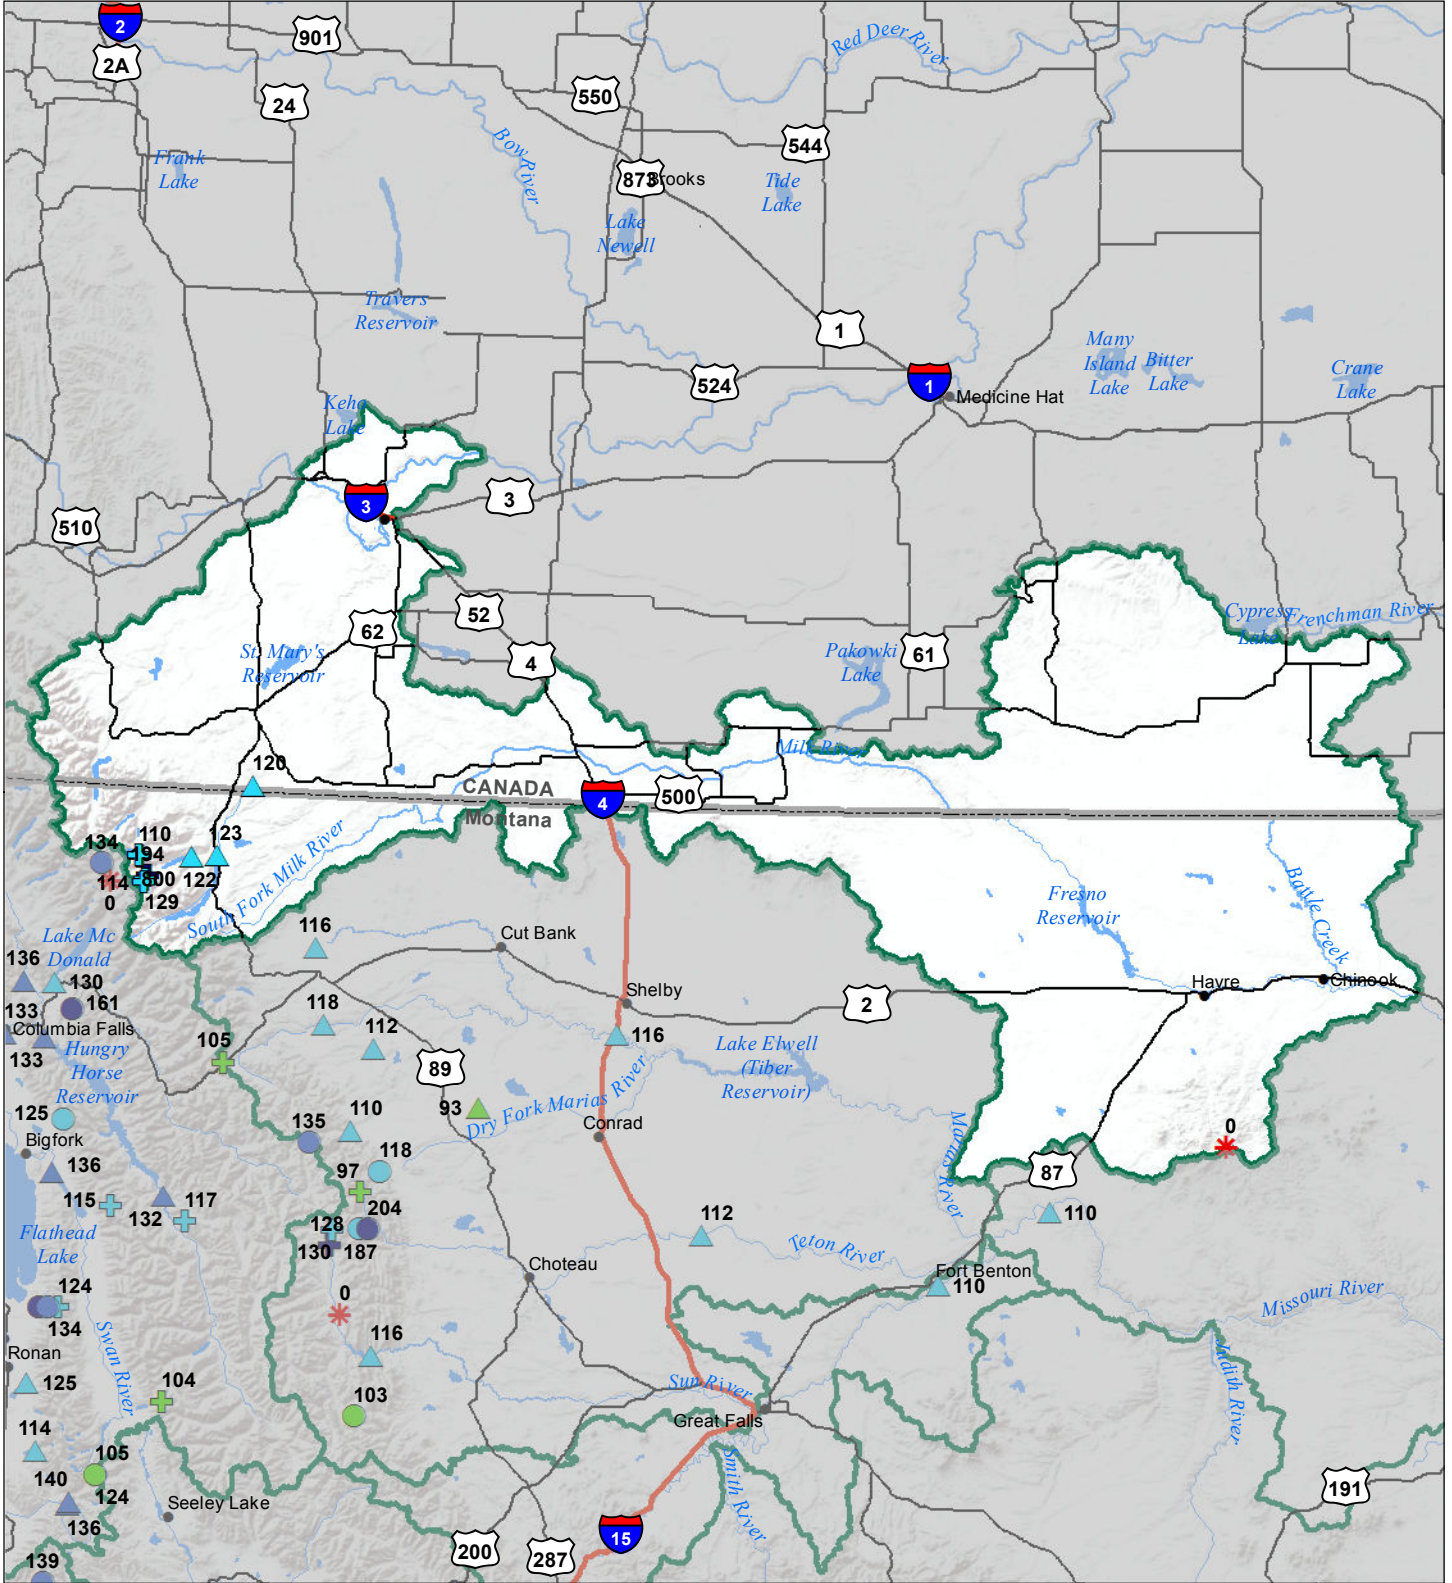 2
901
2A
24
550
Red Deer River
544
Bow River
Frank
Lake
873
Brooks
Tide
Lake
Lake
Newell
Travers
Reservoir
1
Many
Island
Lake
Bitter
Lake
Crane
Lake
524
1
Medicine Hat
Keho
Lake
3
3
510
52
62
4
61
Cypress
Lake
Frenchman River
St. Mary's
Reservoir
Pakowki
Lake
Milk River
120
CANADA
Montana
4
500
110
94
123
134
114
800
122
0
129
South Fork Milk River
Fresno
Reservoir
Battle Creek
Lake Mc
Donald
116
Cut Bank
136
130
161
Havre
Chinook
Shelby
133
118
2
Columbia Falls
105
112
116
133
Hungry
Horse
Reservoir
Lake Elwell
(Tiber
Reservoir)
89
93
Dry Fork Marias River
125
135
110
Conrad
0
Bigfork
118
Marias River
136
97
87
115
132
117
128
204
112
110
130
187
Flathead
Lake
Teton River
Choteau
Fort Benton
110
124
0
Missouri River
134
Swan River
116
Judith River
Ronan
125
104
103
Sun River
Great Falls
114
105
140
124
Smith River
Seeley Lake
136
191
15
200
287
139